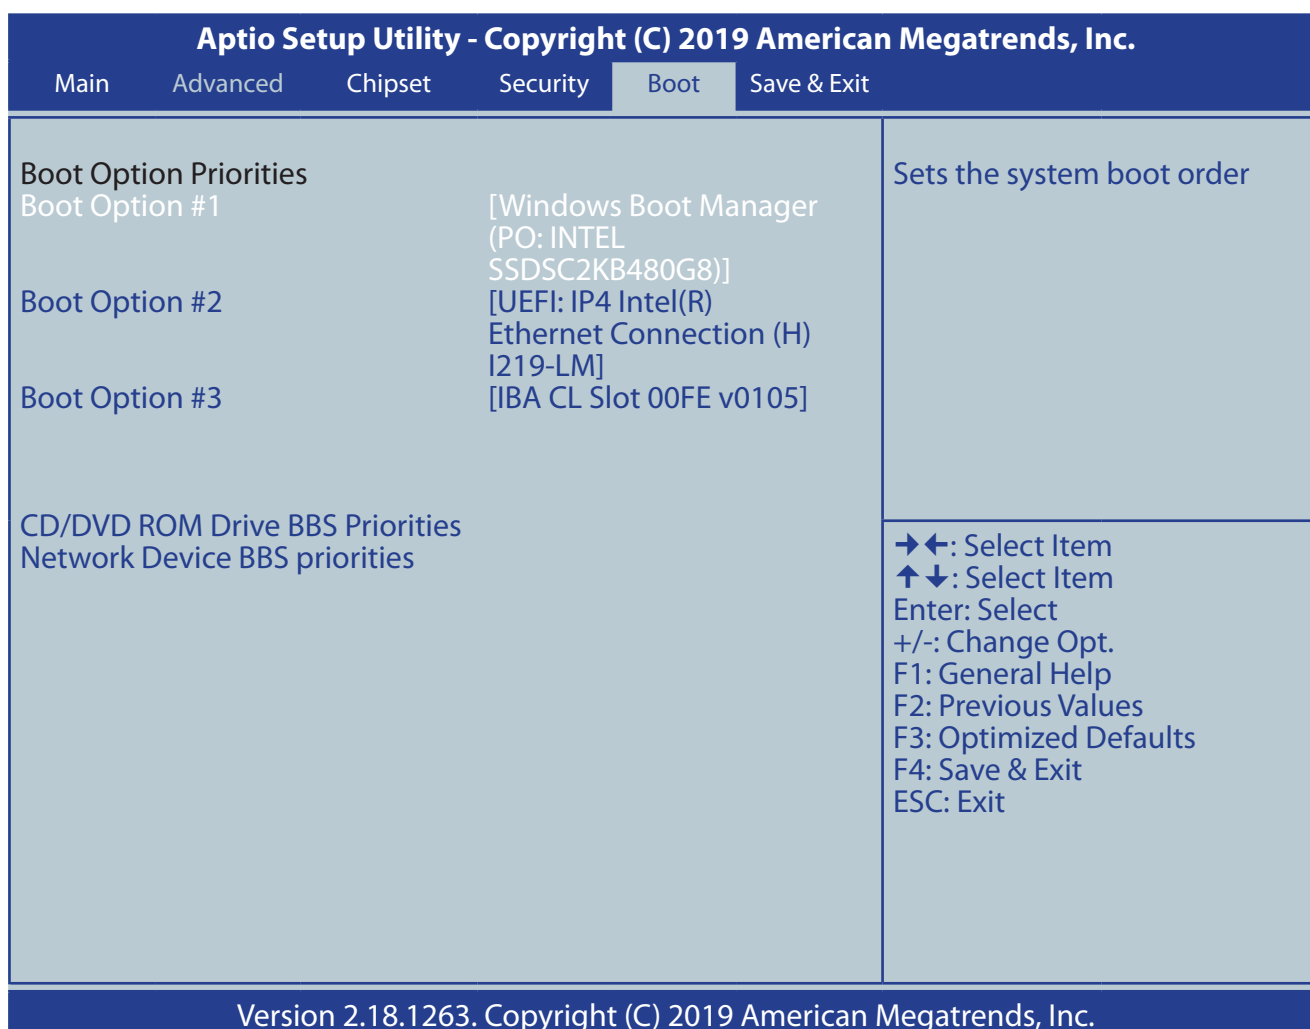 Aptio Setup Utility - Copyright (C) 2019 American Megatrends, Inc.
Main Advanced Chipset Security Boot Save & Exit
Boot Option Priorities
Boot Option #1 [Windows Boot Manager
(PO: INTEL
SSDSC2KB480G8)]
Boot Option #2 [UEFI: IP4 Intel(R)
Ethernet Connection (H)
I219-LM]
Boot Option #3 [IBA CL Slot 00FE v0105]
CD/DVD ROM Drive BBS Priorities
Network Device BBS priorities
Sets the system boot order
→←: Select Item
↑↓: Select Item
Enter: Select
+/-: Change Opt.
F1: General Help
F2: Previous Values
F3: Optimized Defaults
F4: Save & Exit
ESC: Exit
Version 2.18.1263. Copyright (C) 2019 American Megatrends, Inc.